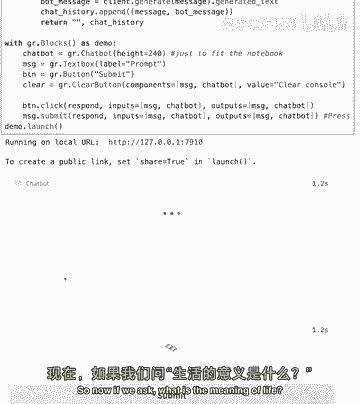 bot_message = client.generate(message).generated_text
chat_history.append((message, bot_message))
return "", chat_history
with gr.Blocks() as demo:
chatbot = gr.Chatbot(height=240) #just to fit the notebook
msg = gr.Textbox(label="Prompt")
btn = gr.Button("Submit")
clear = gr.ClearButton(components=[msg, chatbot], value="Clear console")
btn.click(respond, inputs=[msg, chatbot], outputs=[msg, chatbot])
msg.submit(respond, inputs=[msg, chatbot], outputs=[msg, chatbot]) #Press
demo.launch()
Running on local URL: http://127.0.0.1:7910
To create a public link, set `share=True` in `launch()`.
Chatbot
1.2s
1.2s
现在，如果我们问“生活的意义是什么？”
So now if we ask, what is the meaning of life?
Submit